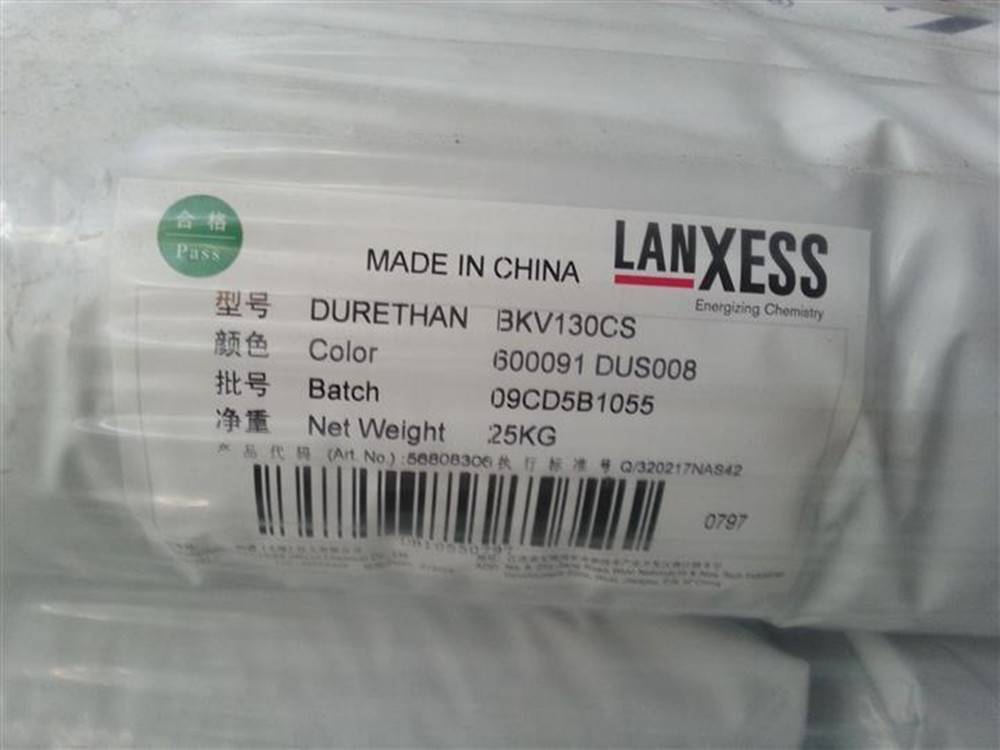 合格
Pass
MADE IN CHINA
LANXESS
Energizing Chemistry
型号 DURETHAN BKV130CS
颜色 Color 600091 DUS008
批号 Batch 09CD5B1055
净重 Net Weight 25KG
产品代码 (Art. No.) :56808306 执行标准号 Q/320217NAS42
0797